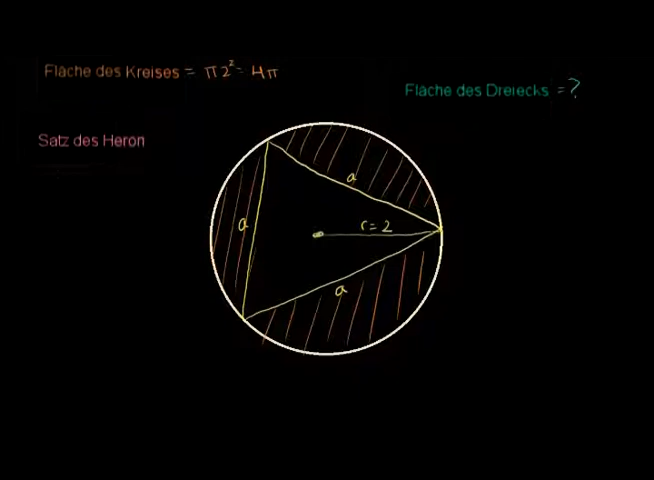 Fläche des Kreises = π2² = 4π
Fläche des Dreiecks = ?
Satz des Heron
a
a
r = 2
a